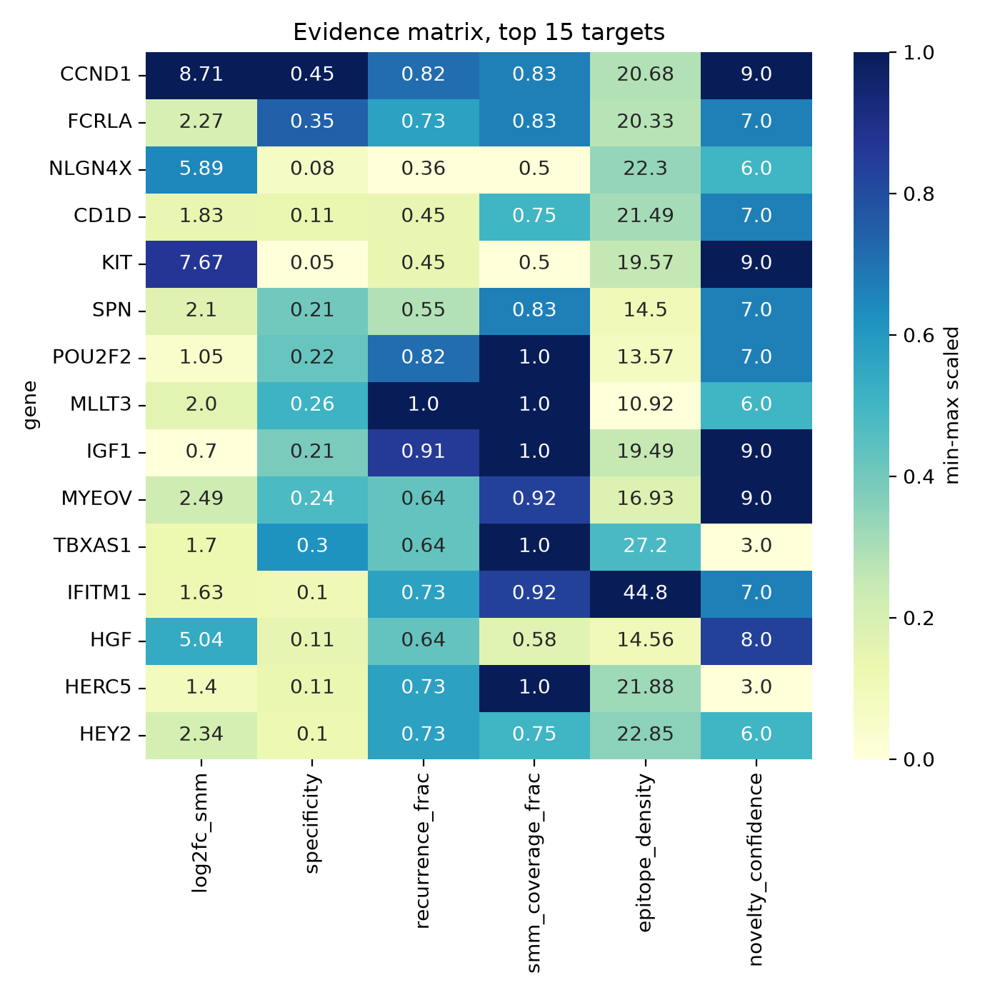 Evidence matrix, top 15 targets
gene
CCND1 8.71 0.45 0.82 0.83 20.68 9.0
FCRLA 2.27 0.35 0.73 0.83 20.33 7.0
NLGN4X 5.89 0.08 0.36 0.5 22.3 6.0
CD1D 1.83 0.11 0.45 0.75 21.49 7.0
KIT 7.67 0.05 0.45 0.5 19.57 9.0
SPN 2.1 0.21 0.55 0.83 14.5 7.0
POU2F2 1.05 0.22 0.82 1.0 13.57 7.0
MLLT3 2.0 0.26 1.0 1.0 10.92 6.0
IGF1 0.7 0.21 0.91 1.0 19.49 9.0
MYEOV 2.49 0.24 0.64 0.92 16.93 9.0
TBXAS1 1.7 0.3 0.64 1.0 27.2 3.0
IFITM1 1.63 0.1 0.73 0.92 44.8 7.0
HGF 5.04 0.11 0.64 0.58 14.56 8.0
HERC5 1.4 0.11 0.73 1.0 21.88 3.0
HEY2 2.34 0.1 0.73 0.75 22.85 6.0
log2fc_smm
specificity
recurrence_frac
smm_coverage_frac
epitope_density
novelty_confidence
1.0
0.8
0.6
0.4
0.2
0.0
min-max scaled